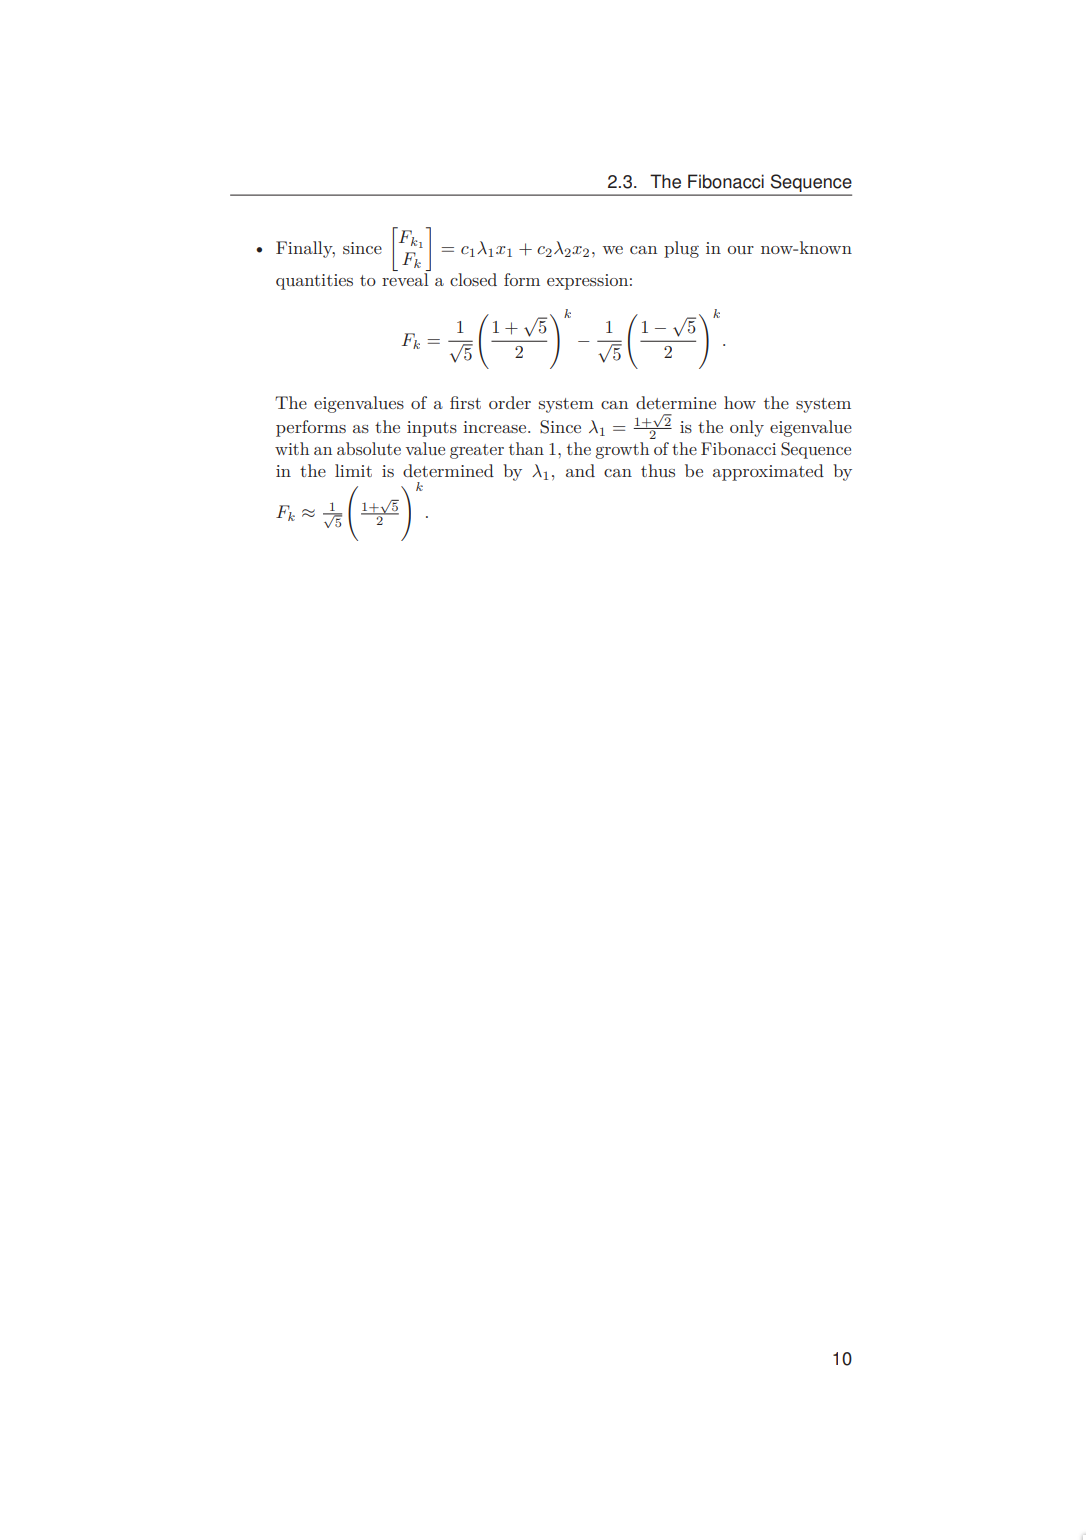 2.3. The Fibonacci Sequence
• Finally, since $\begin{bmatrix} F_{k_1} \\ F_k \end{bmatrix} = c_1\lambda_1 x_1 + c_2\lambda_2 x_2$, we can plug in our now-known
quantities to reveal a closed form expression:
$F_k = \frac{1}{\sqrt{5}} \left( \frac{1+\sqrt{5}}{2} \right)^k - \frac{1}{\sqrt{5}} \left( \frac{1-\sqrt{5}}{2} \right)^k.$
The eigenvalues of a first order system can determine how the system
performs as the inputs increase. Since $\lambda_1 = \frac{1+\sqrt{2}}{2}$ is the only eigenvalue
with an absolute value greater than 1, the growth of the Fibonacci Sequence
in the limit is determined by $\lambda_1$, and can thus be approximated by
$F_k \approx \frac{1}{\sqrt{5}} \left( \frac{1+\sqrt{5}}{2} \right)^k.$
10